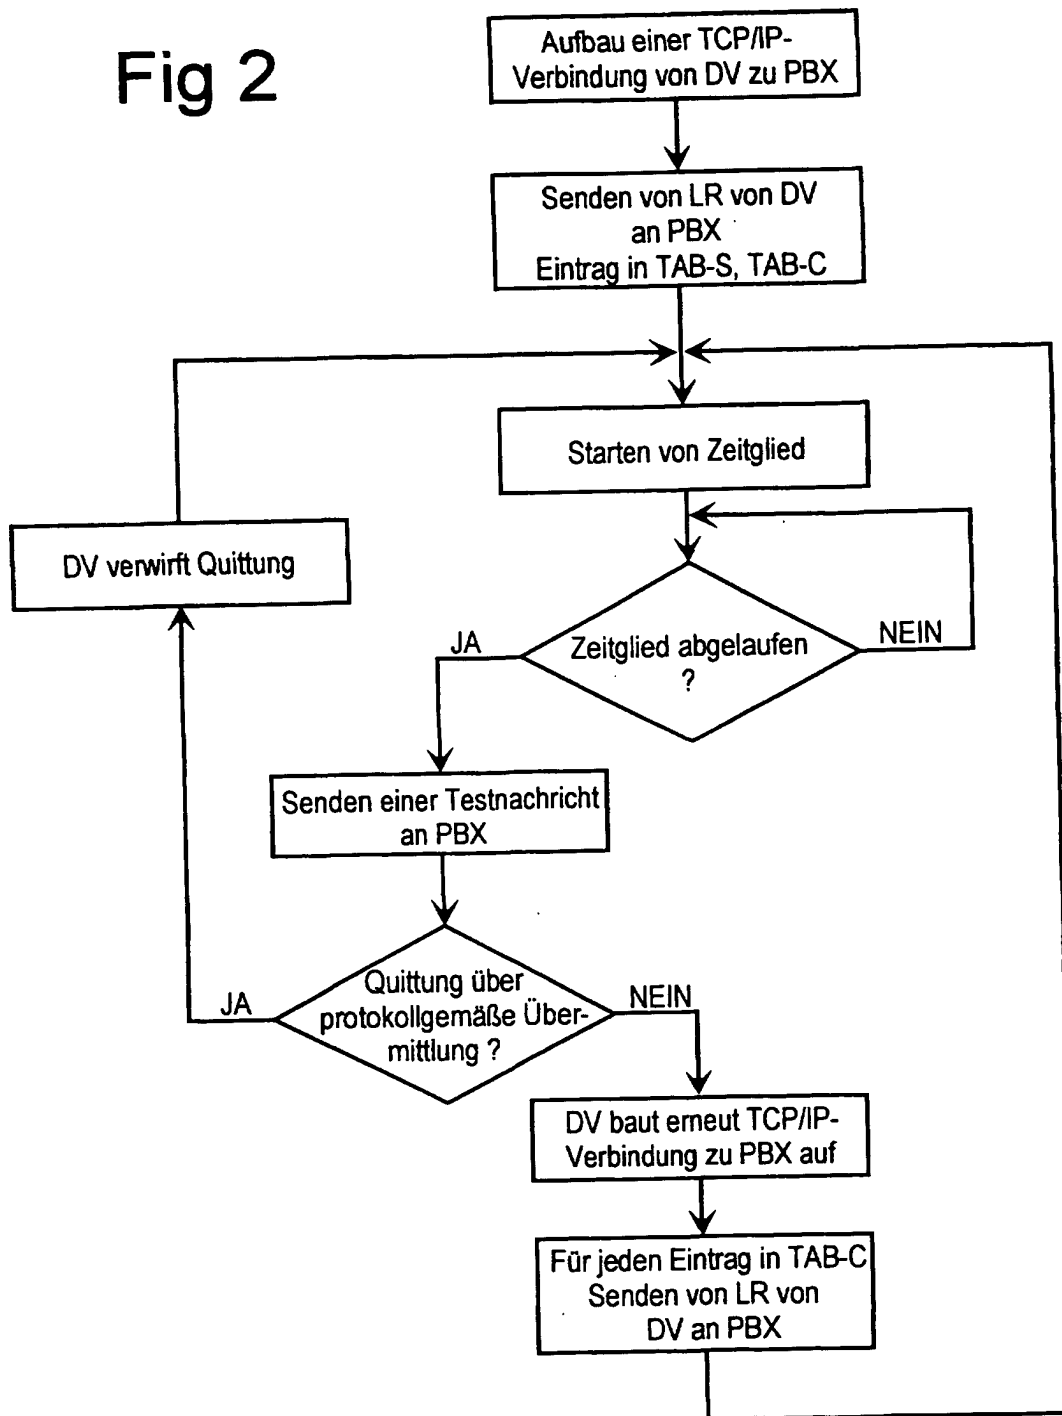 Fig 2
Aufbau einer TCP/IP-
Verbindung von DV zu PBX
Senden von LR von DV
an PBX
Eintrag in TAB-S, TAB-C
Starten von Zeitglied
DV verwirft Quittung
Zeitglied abgelaufen
?
JA
NEIN
Senden einer Testnachricht
an PBX
Quittung über
protokollgemäße Über-
mittlung ?
JA
NEIN
DV baut erneut TCP/IP-
Verbindung zu PBX auf
Für jeden Eintrag in TAB-C
Senden von LR von
DV an PBX